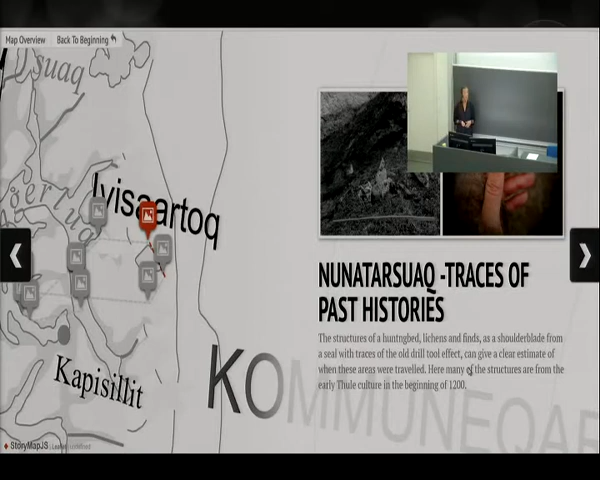 Map Overview Back To Beginning
suaq
Ivisaartoq
Kapisillit
NUNATARSUAQ -TRACES OF
PAST HISTORIES
The structures of a huntngbed, lichens and finds, as a shoulderblade from
a seal with traces of the old drill tool effect, can give a clear estimate of
when these areas were travelled. Here many of the structures are from the
early Thule culture in the beginning of 1200.
KOMMUNEQAR
StoryMapJS